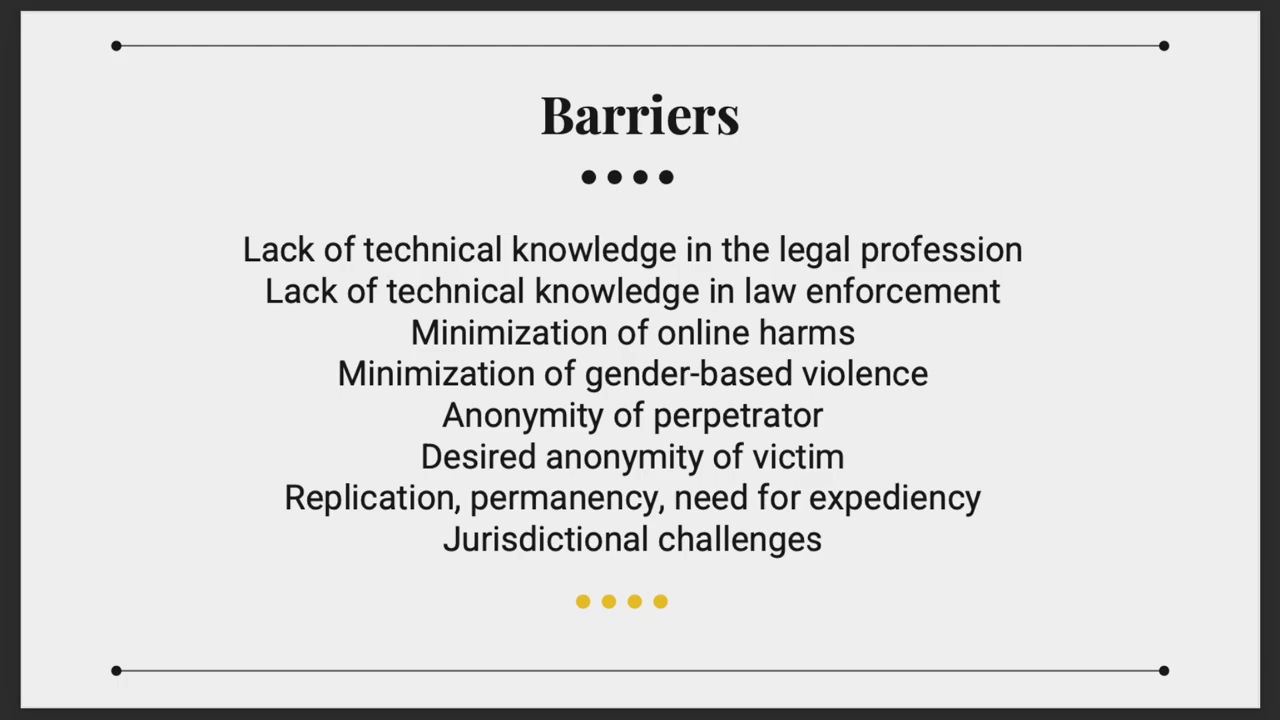 Barriers
Lack of technical knowledge in the legal profession
Lack of technical knowledge in law enforcement
Minimization of online harms
Minimization of gender-based violence
Anonymity of perpetrator
Desired anonymity of victim
Replication, permanency, need for expediency
Jurisdictional challenges